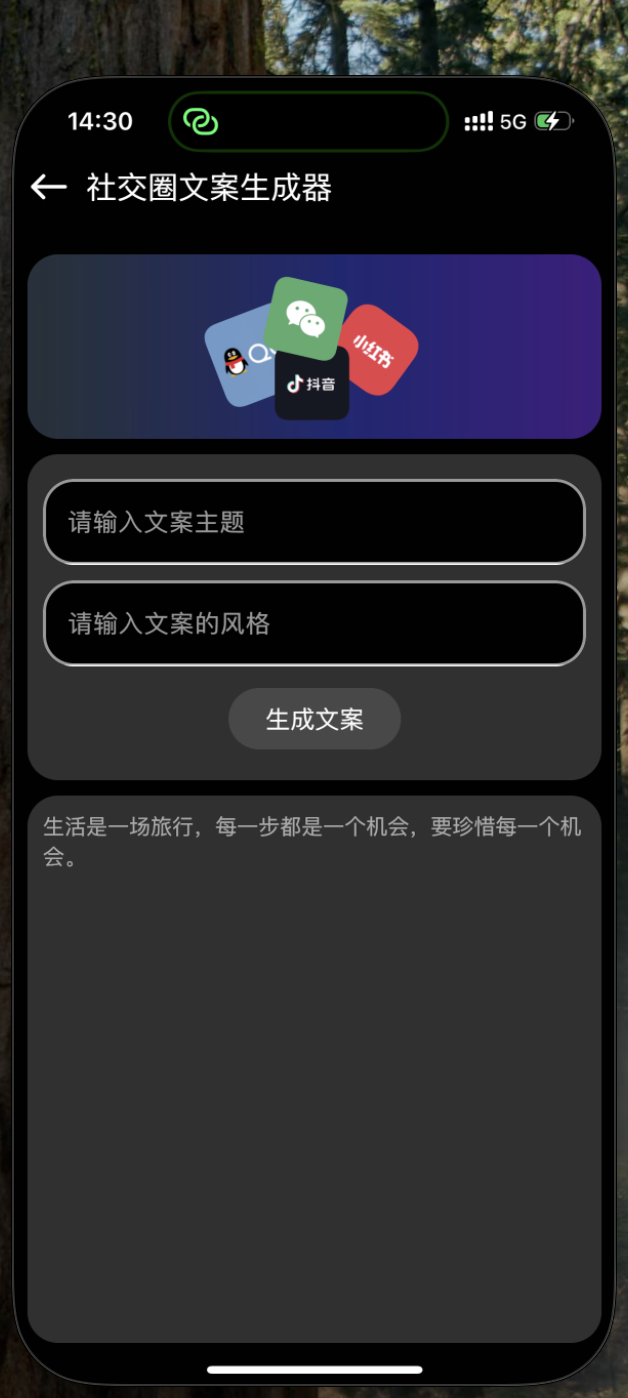 14:30
5G
社交圈文案生成器
小红书
抖音
请输入文案主题
请输入文案的风格
生成文案
生活是一场旅行，每一步都是一个机会，要珍惜每一个机
会。